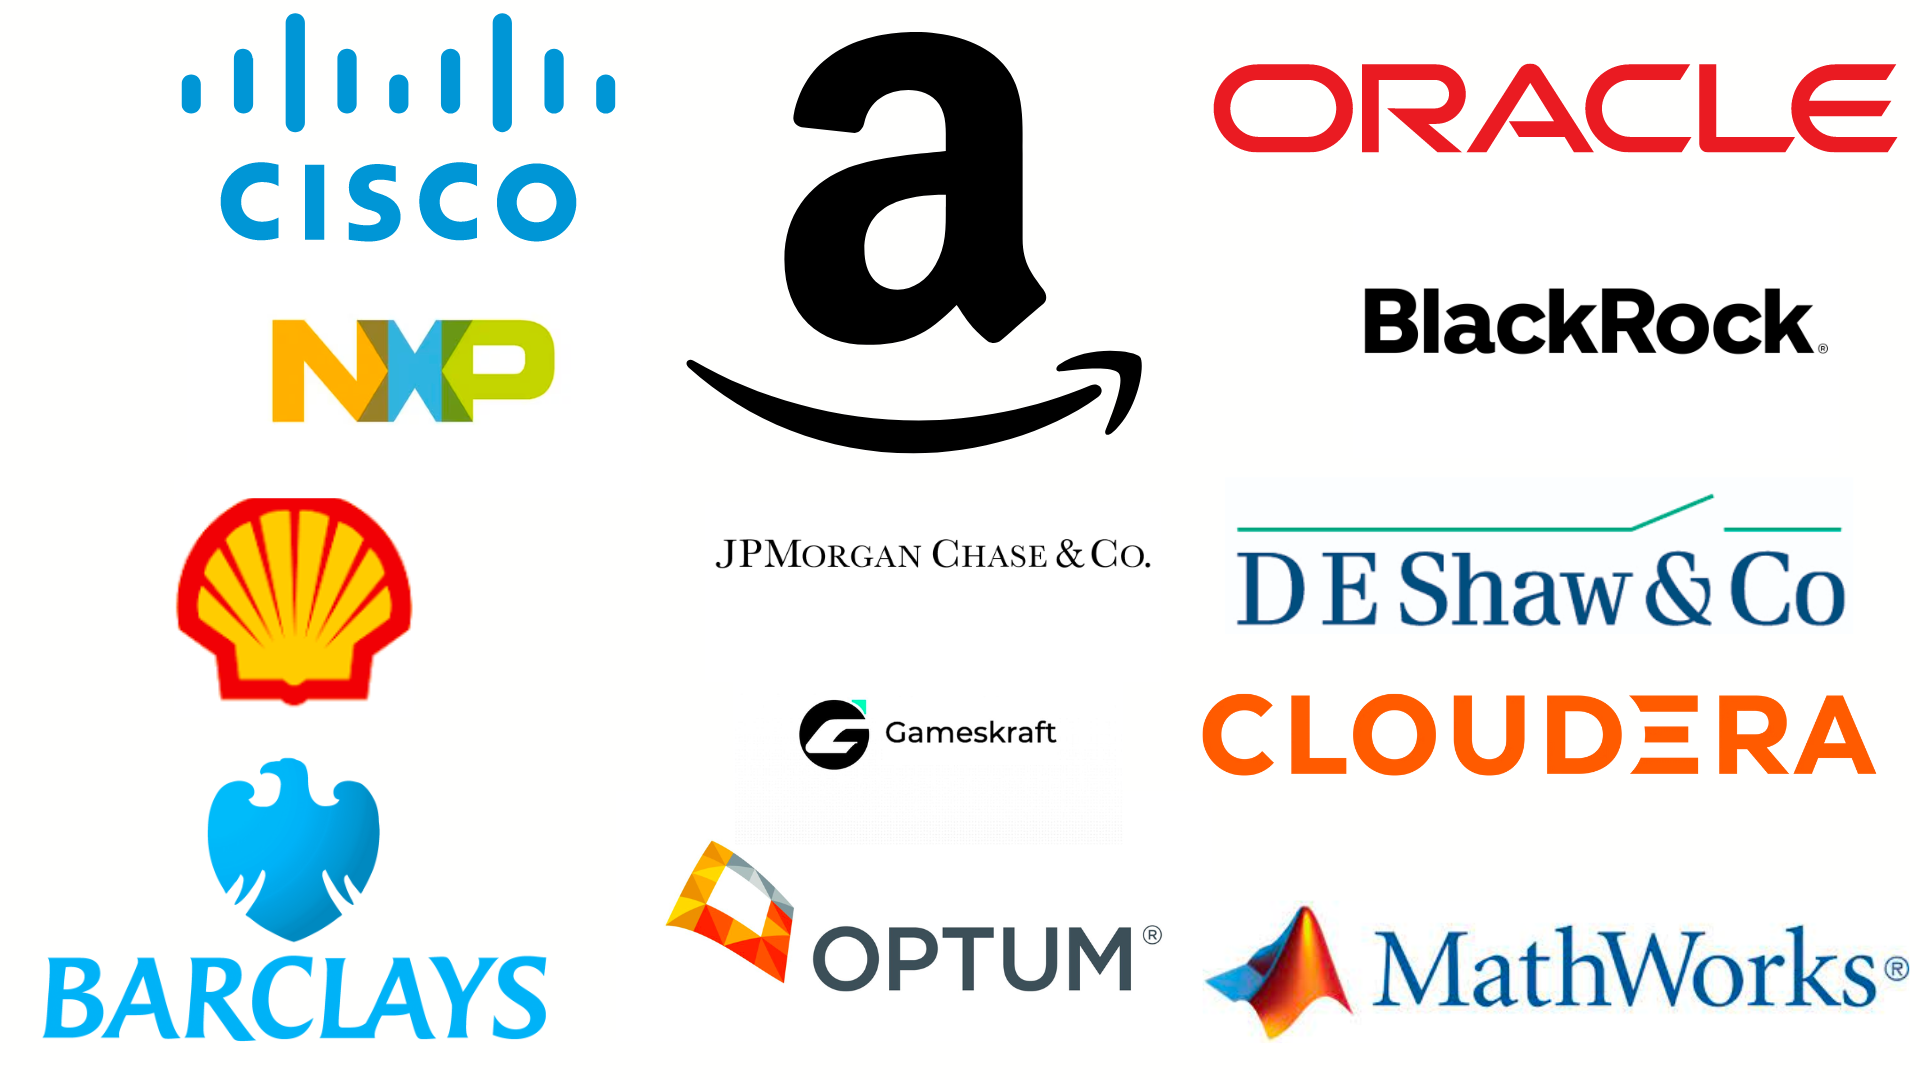 CISCO
NXP
BARCLAYS
a
JPMORGAN CHASE & CO.
Gameskraft
OPTUM®
ORACLE
BlackRock®
D E Shaw & Co
CLOUDERA
MathWorks®